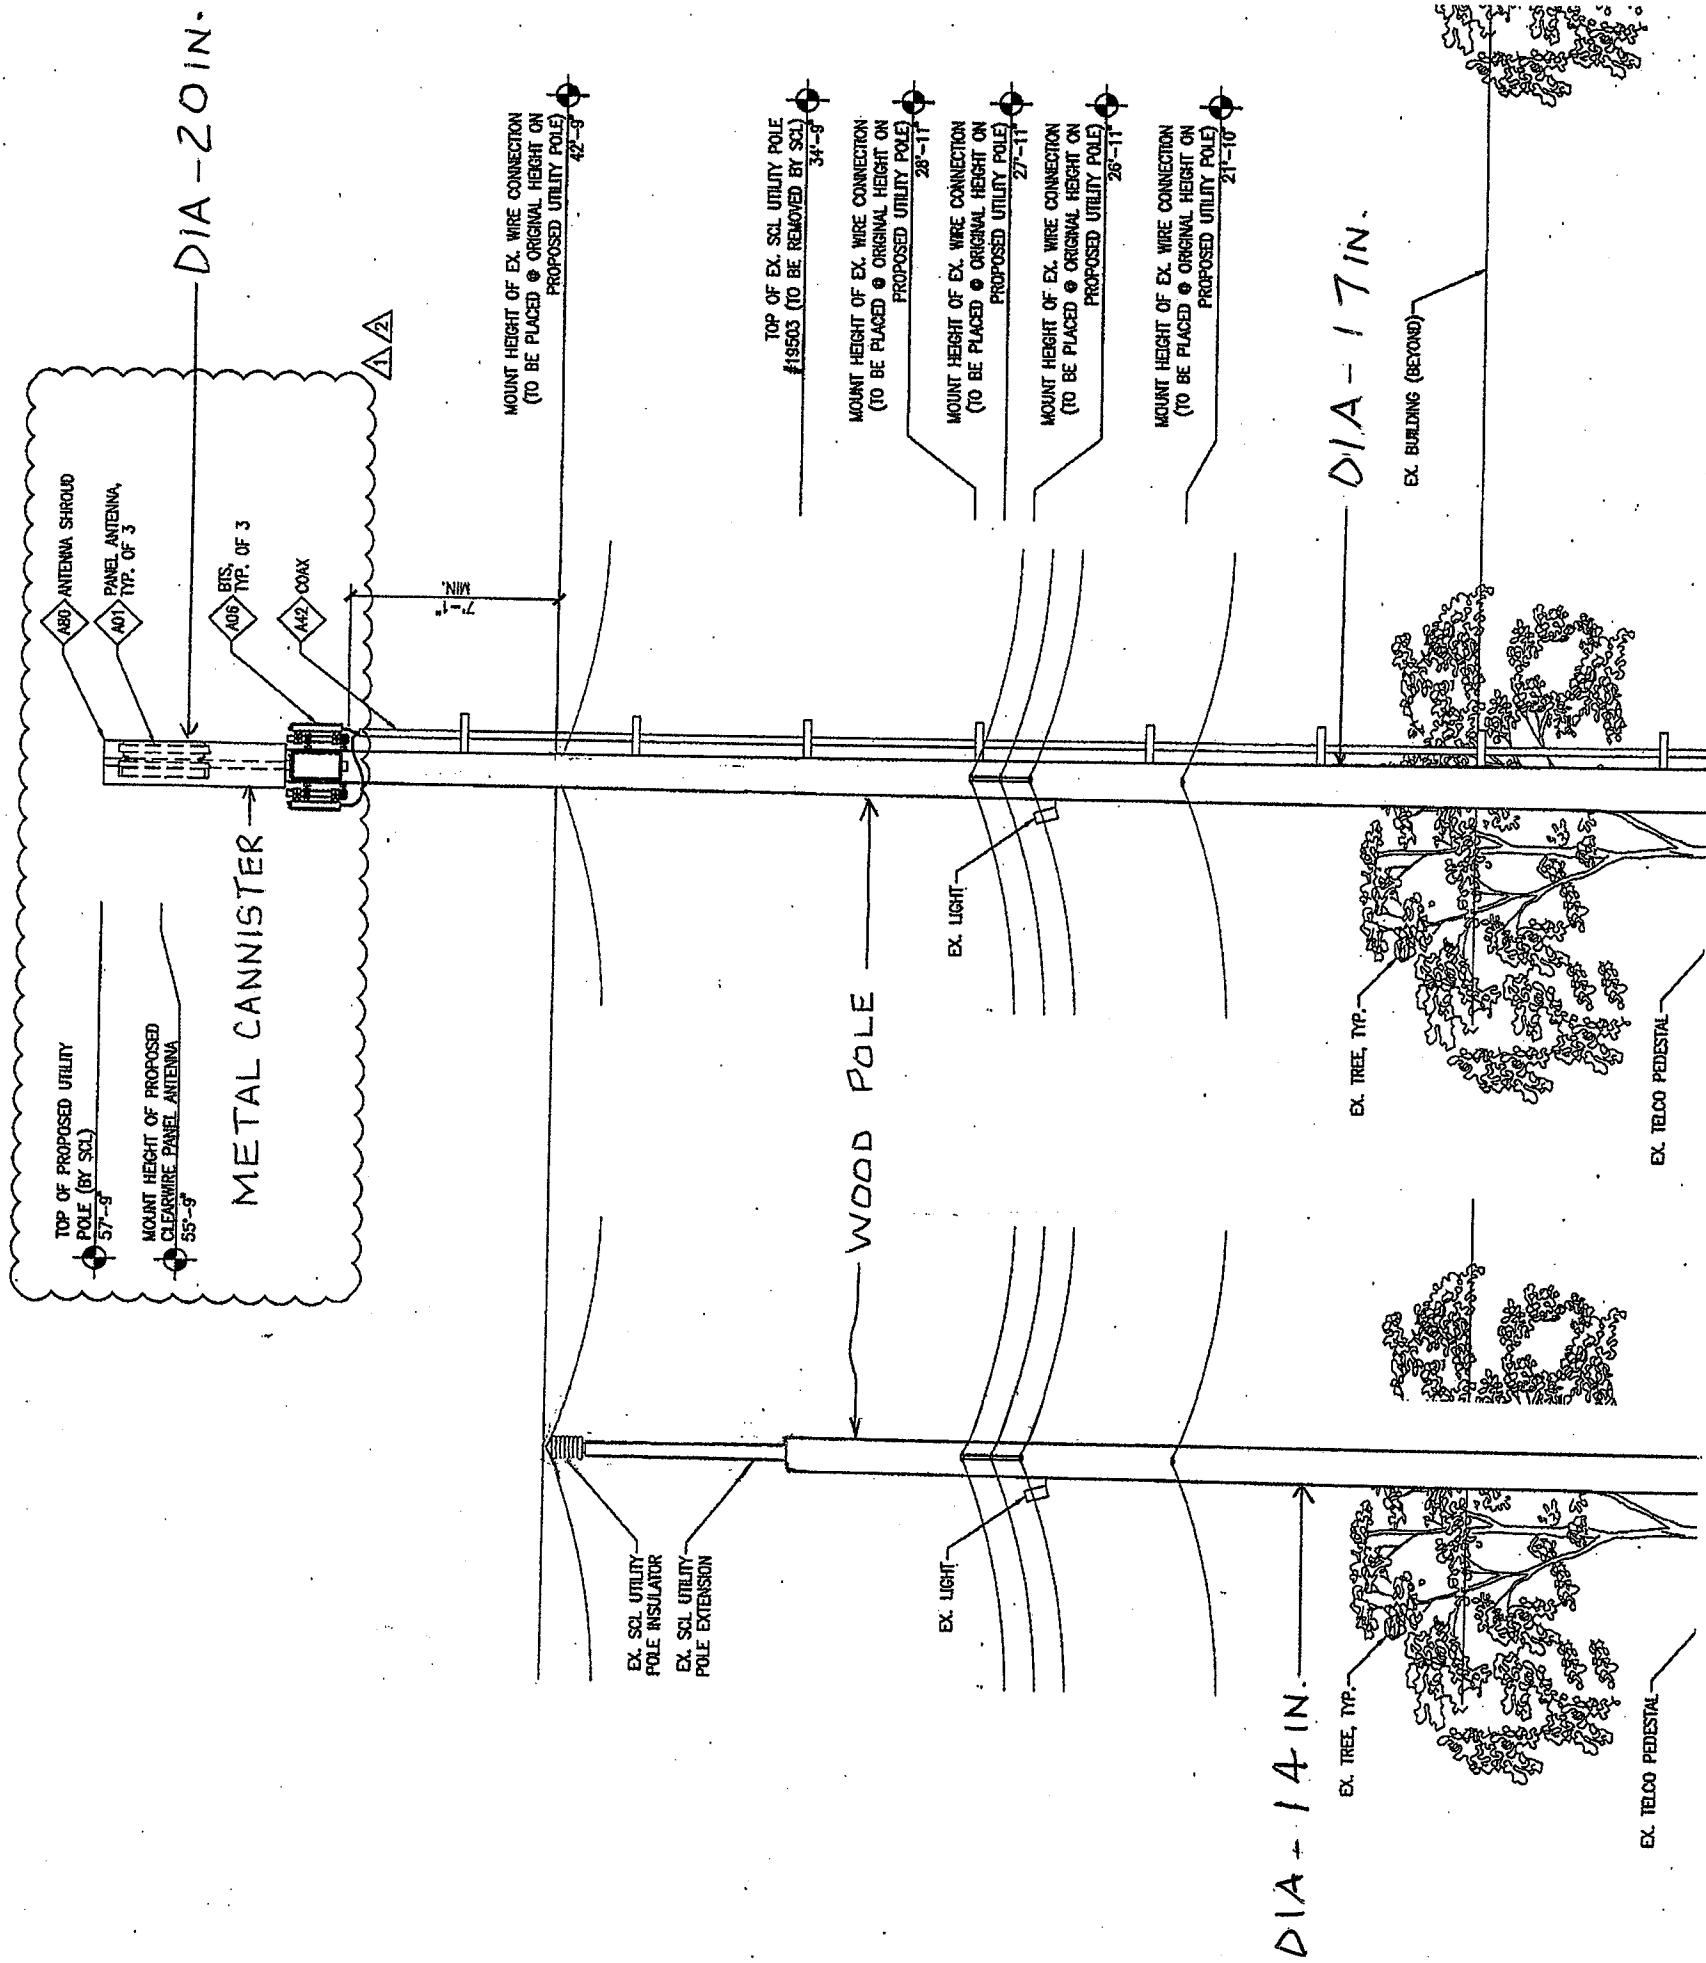 TOP OF PROPOSED UTILITY
POLE (BY SCL)
57'-9"
MOUNT HEIGHT OF PROPOSED
CLEARWIRE PANEL ANTENNA
55'-9"
METAL CANNISTER
A80 ANTENNA SHROUD
A01 PANEL ANTENNA,
TYP. OF 3
A06 BTS,
TYP. OF 3
A42 COAX
DIA-20IN.
1 2
7'-1"
MIN.
MOUNT HEIGHT OF EX. WIRE CONNECTION
(TO BE PLACED @ ORIGINAL HEIGHT ON
PROPOSED UTILITY POLE)
42'-9"
TOP OF EX. SCL UTILITY POLE
#19503 (TO BE REMOVED BY SCL)
34'-9"
MOUNT HEIGHT OF EX. WIRE CONNECTION
(TO BE PLACED @ ORIGINAL HEIGHT ON
PROPOSED UTILITY POLE)
28'-11"
MOUNT HEIGHT OF EX. WIRE CONNECTION
(TO BE PLACED @ ORIGINAL HEIGHT ON
PROPOSED UTILITY POLE)
27'-11"
MOUNT HEIGHT OF EX. WIRE CONNECTION
(TO BE PLACED @ ORIGINAL HEIGHT ON
PROPOSED UTILITY POLE)
26'-11"
MOUNT HEIGHT OF EX. WIRE CONNECTION
(TO BE PLACED @ ORIGINAL HEIGHT ON
PROPOSED UTILITY POLE)
21'-10"
DIA-17IN.
EX. BUILDING (BEYOND)
WOOD POLE
EX. LIGHT
EX. TREE, TYP.
EX. TELCO PEDESTAL
EX. SCL UTILITY
POLE INSULATOR
EX. SCL UTILITY
POLE EXTENSION
EX. LIGHT
DIA-14IN.
EX. TREE, TYP.
EX. TELCO PEDESTAL